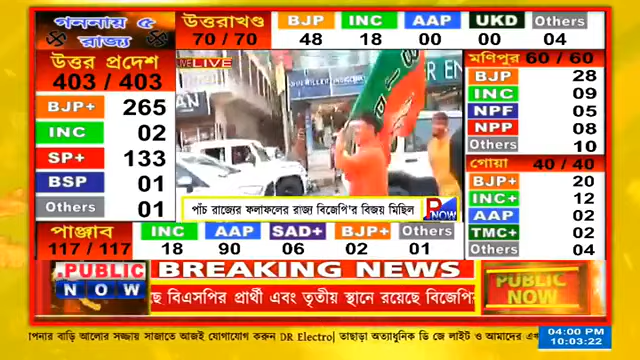 গননায় ৫
রাজ্য
উত্তরাখণ্ড
70 / 70
BJP INC AAP UKD Others
48 18 00 00 04
উত্তর প্রদেশ
403 / 403
BJP+ 265
INC 02
SP+ 133
BSP 01
Others 01
LIVE LIVE
মণিপুর 60 / 60
BJP 28
INC 09
NPF 05
NPP 08
Others 10
গোয়া 40 / 40
BJP+ 20
INC+ 12
AAP 02
TMC+ 02
Others 04
পাঁচ রাজ্যের ফলাফলের রাজ্য বিজেপি'র বিজয় মিছিল
NOW
পাঞ্জাব
117 / 117
INC AAP SAD+ BJP+ Others
18 90 06 02 01
PUBLIC
NOW
BREAKING NEWS
PUBLIC
NOW
ছে বিএসপির প্রার্থী এবং তৃতীয় স্থানে রয়েছে বিজেপির
আপনার বাড়ি আলোর সজ্জায় সাজাতে আজই যোগাযোগ করুন DR Electro| তাছাড়া অত্যাধুনিক ডি জে লাইট ও আমাদের
04:00 PM
10:03:22